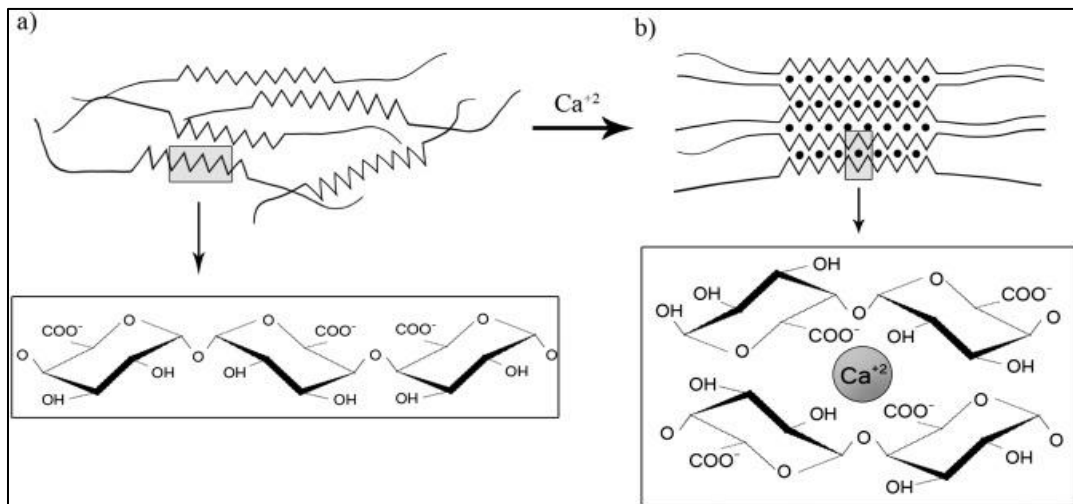 a)
b)
Ca+2
O COO⁻ O OH OH O OH OH O COO⁻ O COO⁻ O OH OH O
OH OH OH O COO⁻ O O COO⁻ OH OH O
Ca+2
OH OH O COO⁻ O O COO⁻ O OH OH O